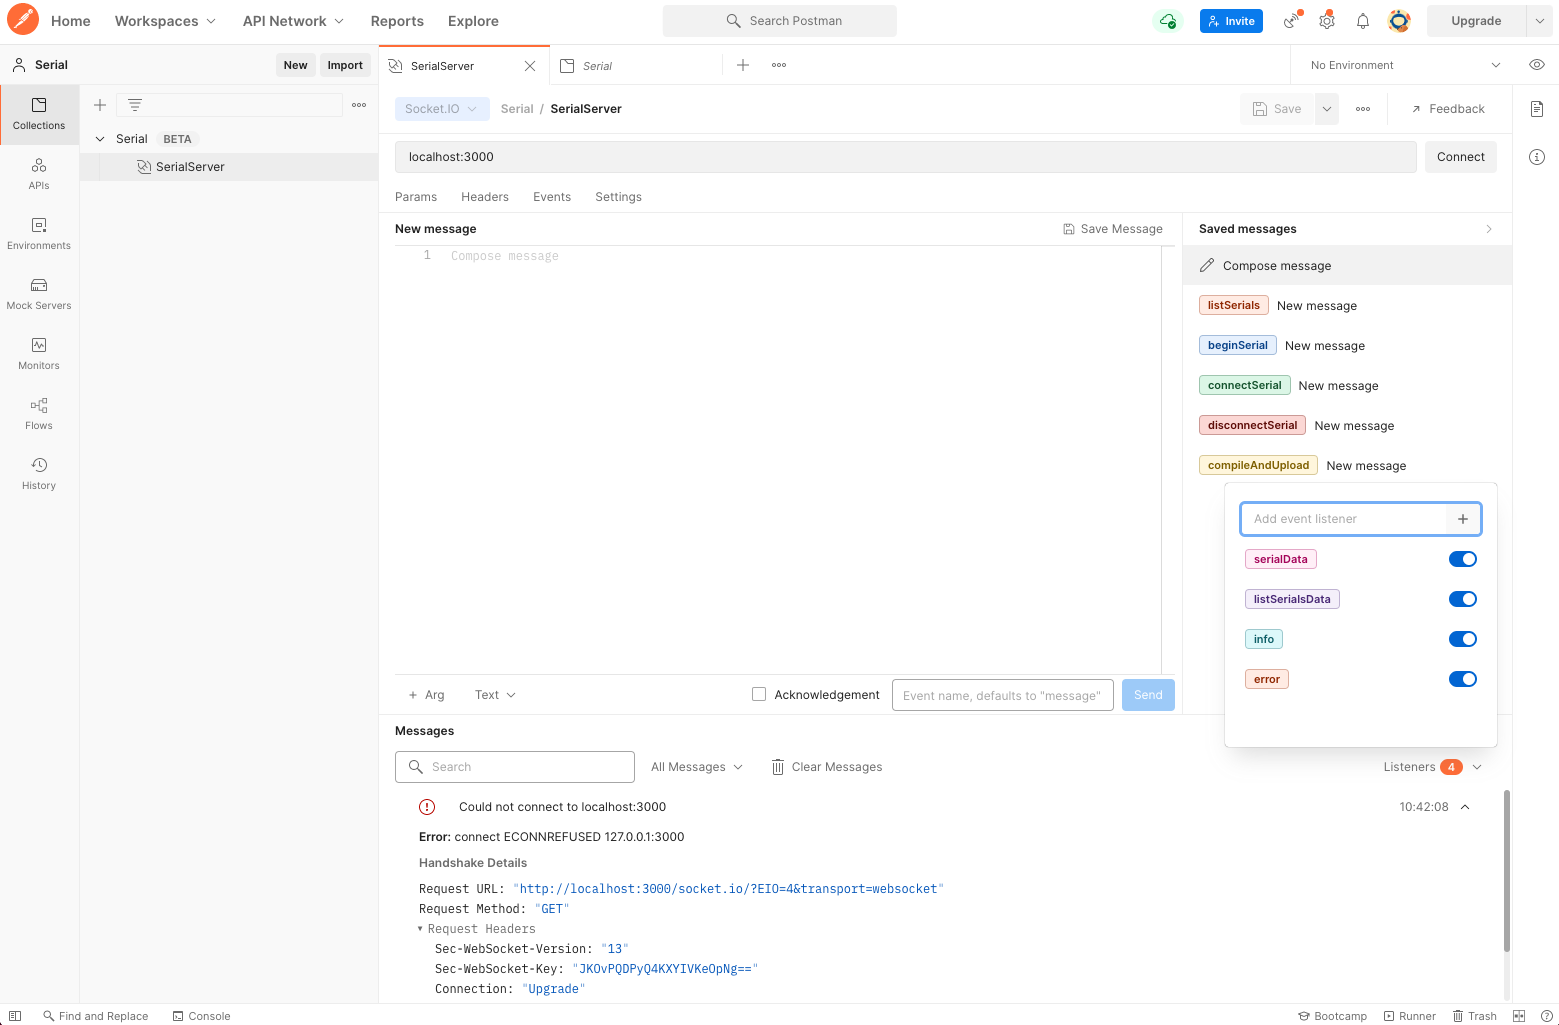 Home Workspaces API Network Reports Explore Search Postman Invite Upgrade
Serial New Import SerialServer Serial No Environment
Collections
APIs
Environments
Mock Servers
Monitors
Flows
History
Serial BETA
SerialServer
Socket.IO Serial / SerialServer Save Feedback
localhost:3000 Connect
Params Headers Events Settings
New message Save Message
1 Compose message
Saved messages
Compose message
listSerials New message
beginSerial New message
connectSerial New message
disconnectSerial New message
compileAndUpload New message
Add event listener +
serialData
listSerialsData
info
error
+ Arg Text Acknowledgement Event name, defaults to "message" Send
Messages
Search All Messages Clear Messages Listeners 4
Could not connect to localhost:3000 10:42:08
Error: connect ECONNREFUSED 127.0.0.1:3000
Handshake Details
Request URL: "http://localhost:3000/socket.io/?EIO=4&transport=websocket"
Request Method: "GET"
Request Headers
Sec-WebSocket-Version: "13"
Sec-WebSocket-Key: "JKOvPQDPyQ4KXYIVKeOpNg=="
Connection: "Upgrade"
Find and Replace Console Bootcamp Runner Trash